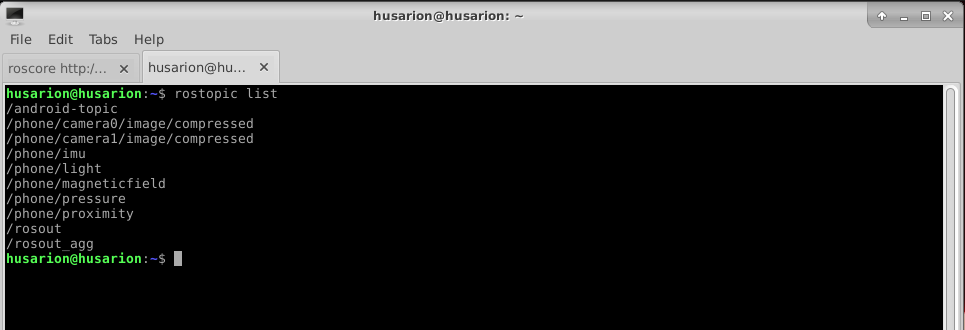 husarion@husarion: ~
File Edit Tabs Help
roscore http:/... husarion@hu...
husarion@husarion:~$ rostopic list
/android-topic
/phone/camera0/image/compressed
/phone/camera1/image/compressed
/phone/imu
/phone/light
/phone/magneticfield
/phone/pressure
/phone/proximity
/rosout
/rosout_agg
husarion@husarion:~$